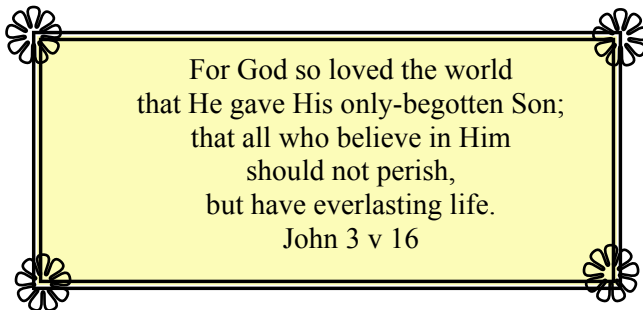 For God so loved the world
that He gave His only-begotten Son;
that all who believe in Him
should not perish,
but have everlasting life.
John 3 v 16